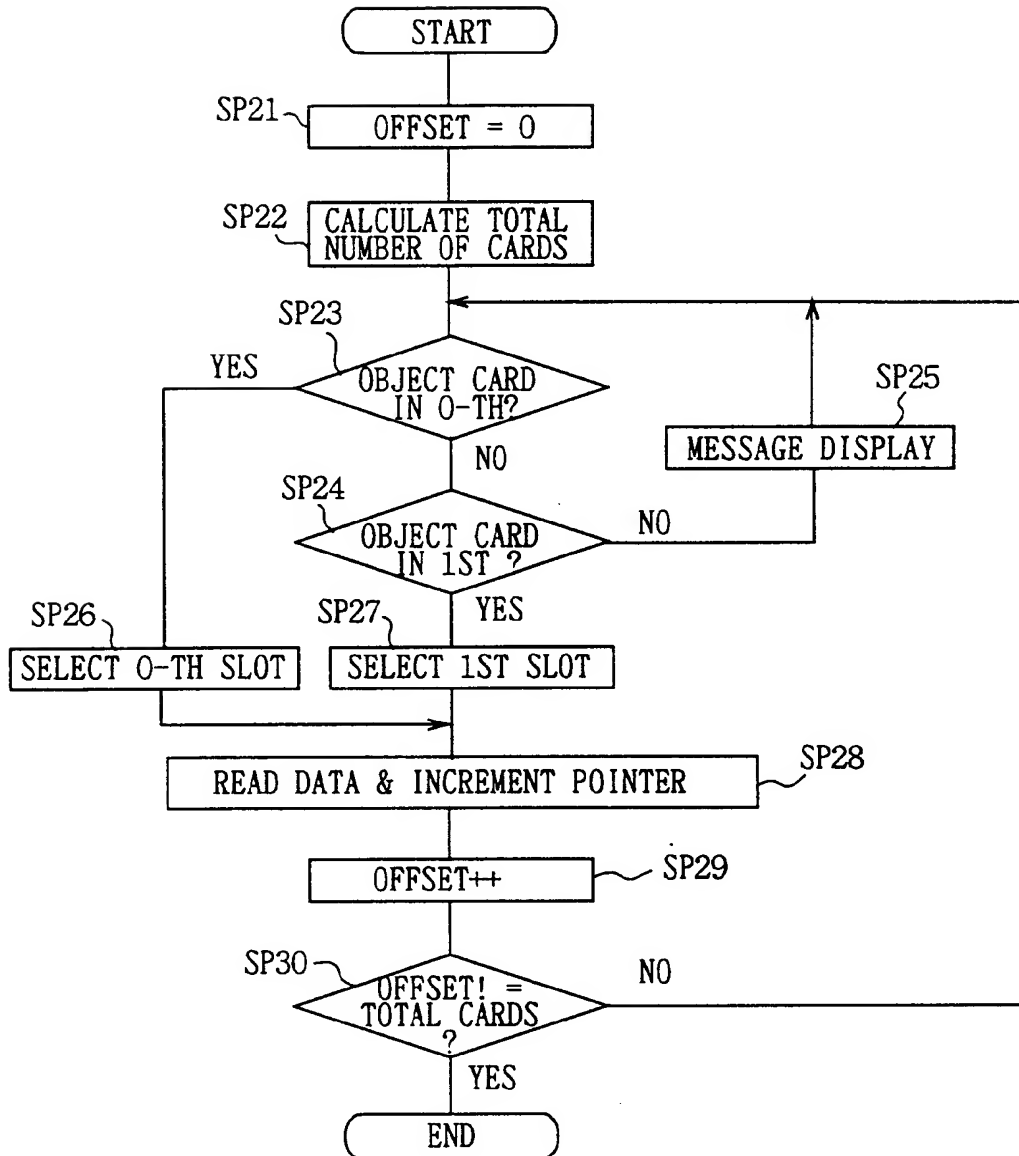 START
SP21
OFFSET = 0
SP22
CALCULATE TOTAL
NUMBER OF CARDS
SP23
YES
OBJECT CARD
IN 0-TH?
SP25
MESSAGE DISPLAY
NO
SP24
OBJECT CARD
IN 1ST ?
NO
YES
SP26
SELECT 0-TH SLOT
SP27
SELECT 1ST SLOT
READ DATA & INCREMENT POINTER
SP28
OFFSET++
SP29
SP30
OFFSET! =
TOTAL CARDS
?
NO
YES
END